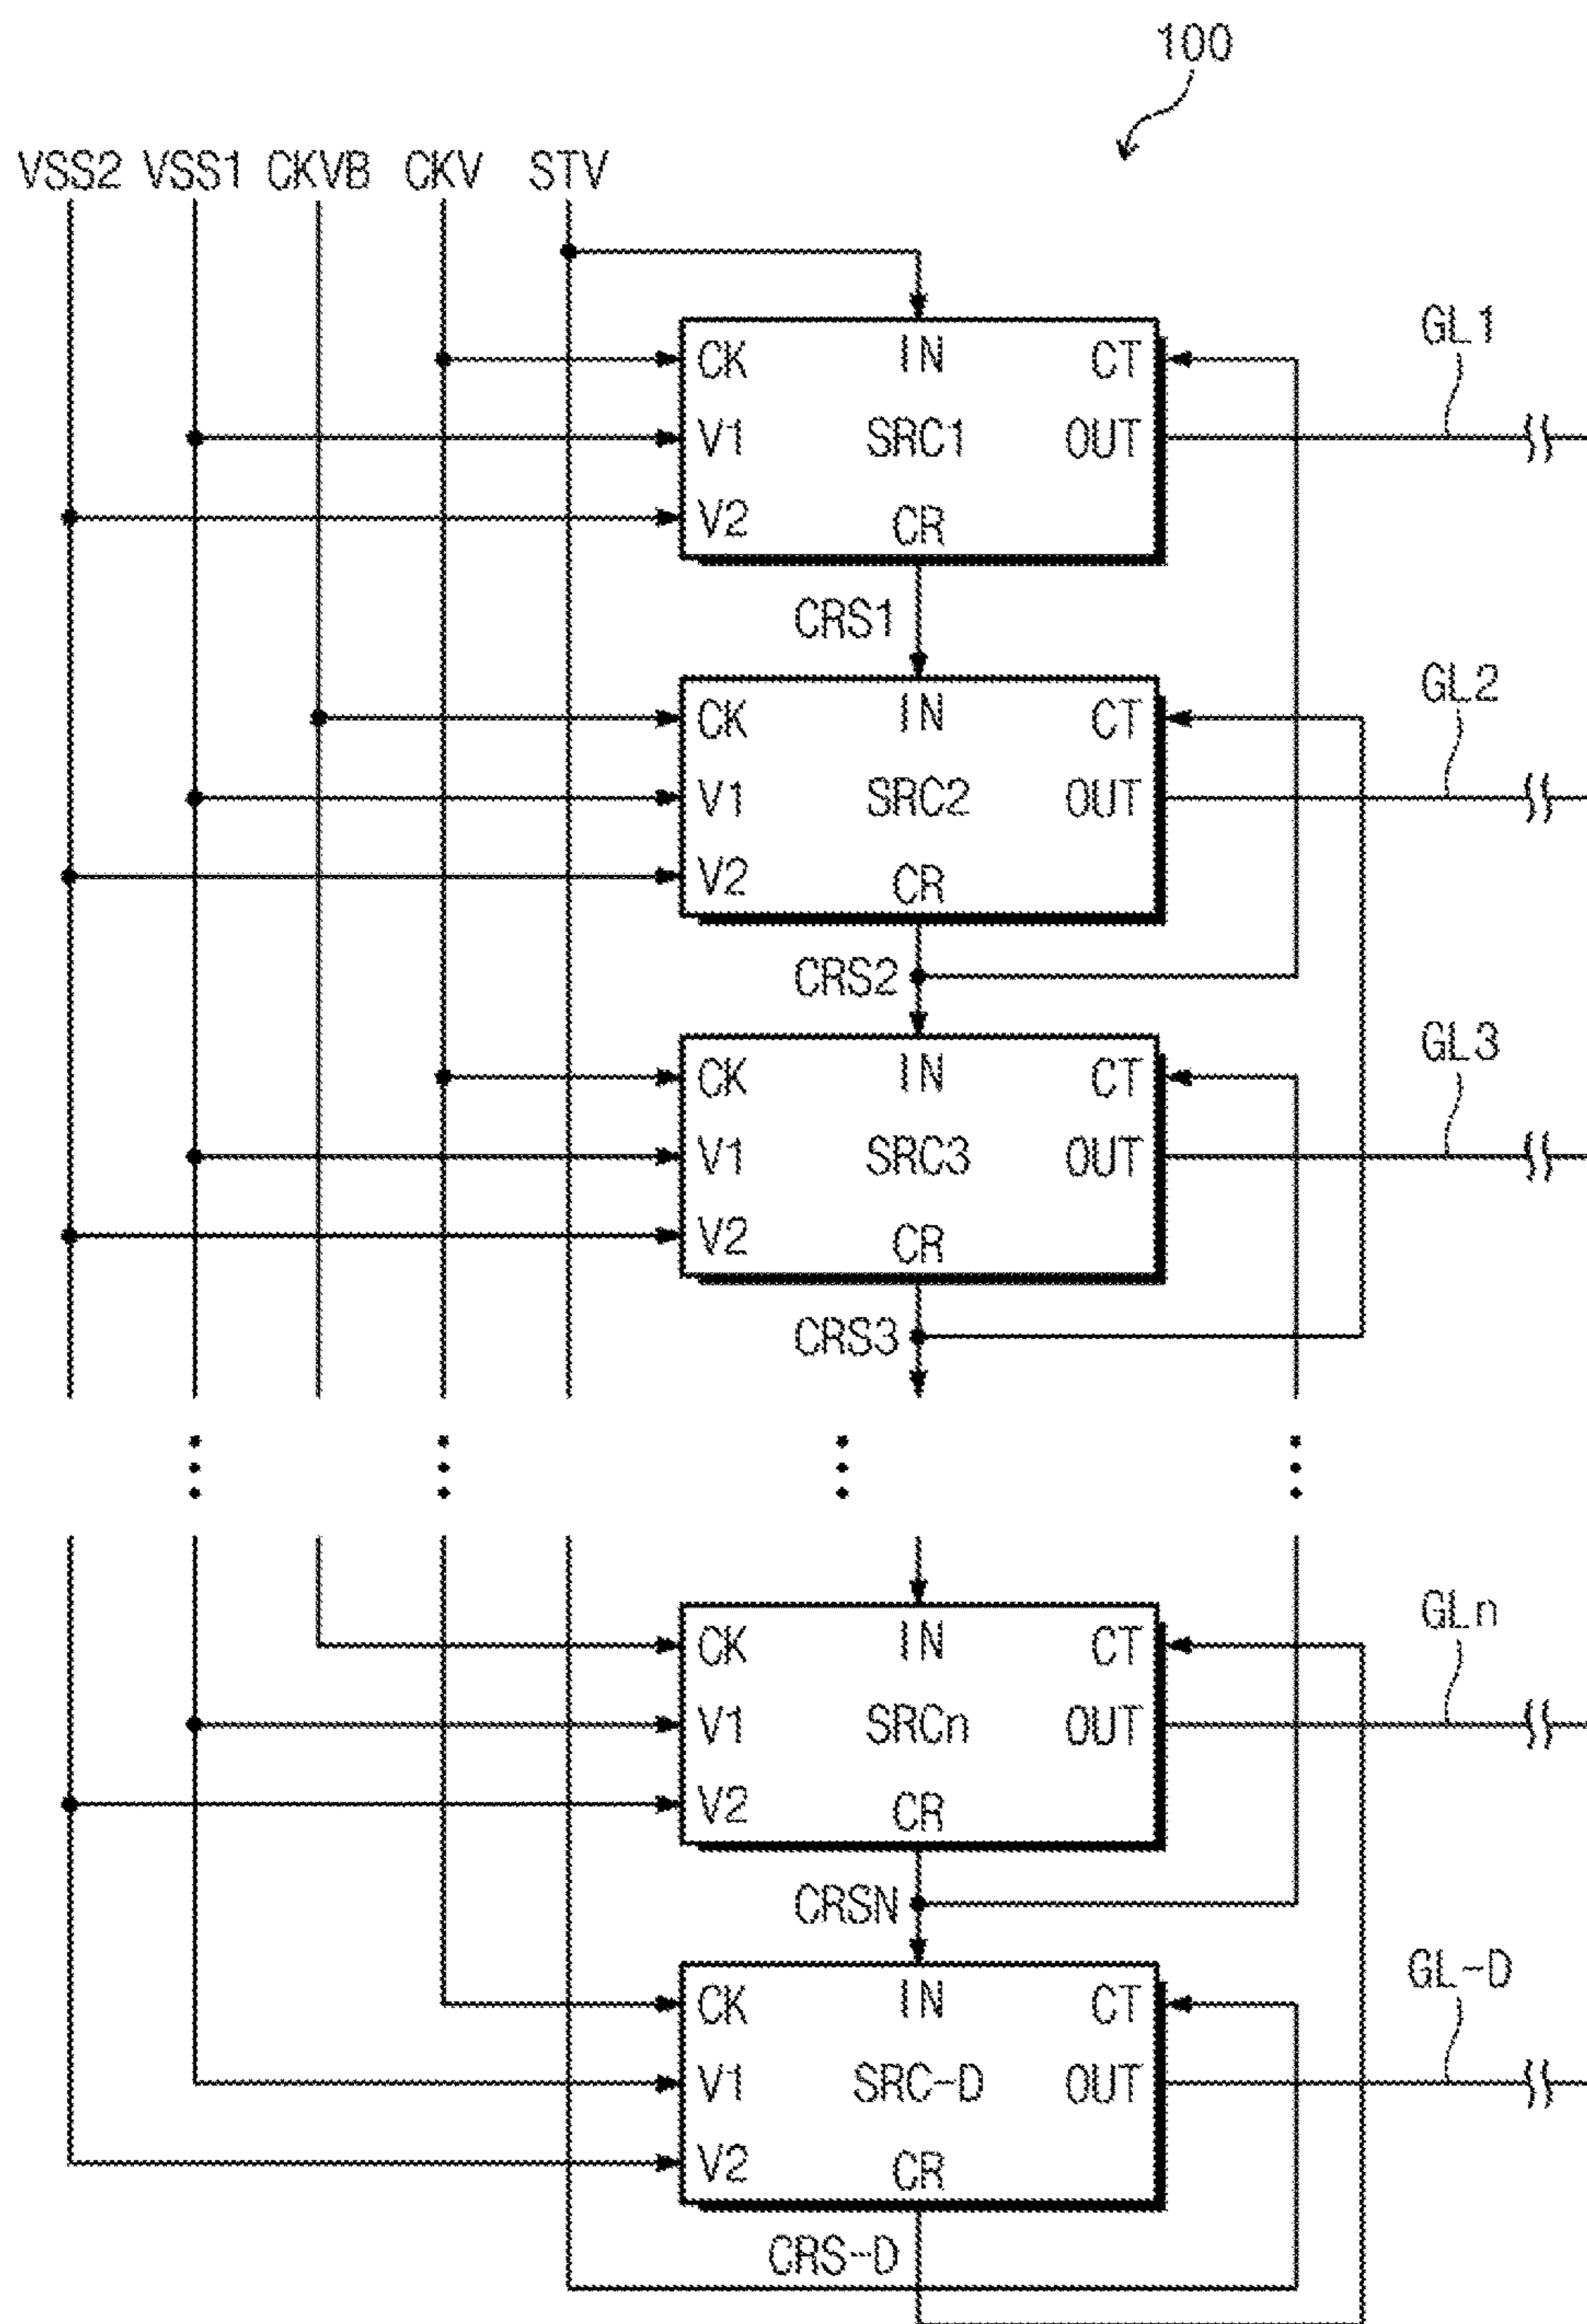 100
VSS2 VSS1 CKVB CKV STV
CK IN CT
V1 SRC1 OUT
V2 CR
GL1
CRS1
CK IN CT
V1 SRC2 OUT
V2 CR
GL2
CRS2
CK IN CT
V1 SRC3 OUT
V2 CR
GL3
CRS3
CK IN CT
V1 SRCn OUT
V2 CR
GLn
CRSN
CK IN CT
V1 SRC-D OUT
V2 CR
GL-D
CRS-D